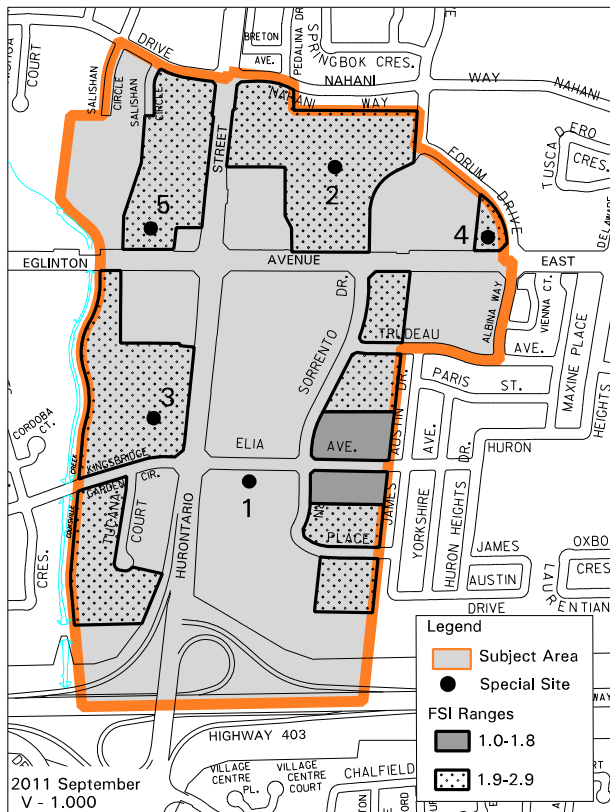 COURT
SALISHAN
CIRCLE
SALISHAN
CIRCLE
DRIVE
BRETON
AVE.
PEDALINA DR.
SPRINGBOK CRES.
NAHANI WAY
NAHANI
NAHANI WAY
STREET
FORUM DRIVE
TUSCA
ERO
CRES.
DELAWARE
5
2
4
EGLINTON AVENUE EAST
DR.
SORRENTO
TRUDEAU
AVE.
ALBINA WAY
VIENNA CT.
MAXINE PLACE
PARIS ST.
HEIGHTS
CORDOBA
CT.
3
ELIA AVE.
AUSTIN DR.
AVE.
DR.
HURON
KINGSBRIDGE
GARDEN CIR.
CREEK
COOKSVILLE
1
TUCANA
COURT
HURONTARIO
CRES.
PLACE
JAMES
YORKSHIRE
HURON HEIGHTS
JAMES
AUSTIN
DRIVE
OXBO
CRES
LAURENTIAN
WAY
HIGHWAY 403
VILLAGE
CENTRE
PL.
VILLAGE
CENTRE
COURT
CHALFIELD
Legend
Subject Area
Special Site
FSI Ranges
1.0-1.8
1.9-2.9
2011 September
V - 1.000